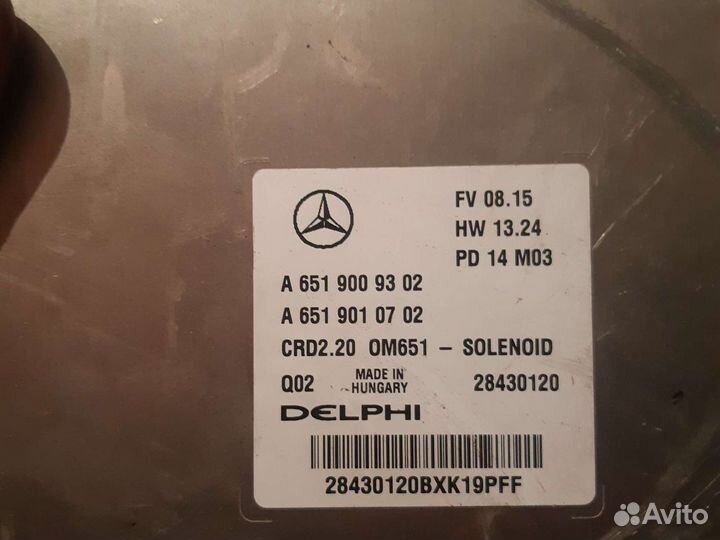 FV 08.15
HW 13.24
PD 14 M03
A 651 900 93 02
A 651 901 07 02
CRD2.20 OM651 – SOLENOID
Q02 MADE IN HUNGARY 28430120
DELPHI
28430120BXK19PFF
Avito